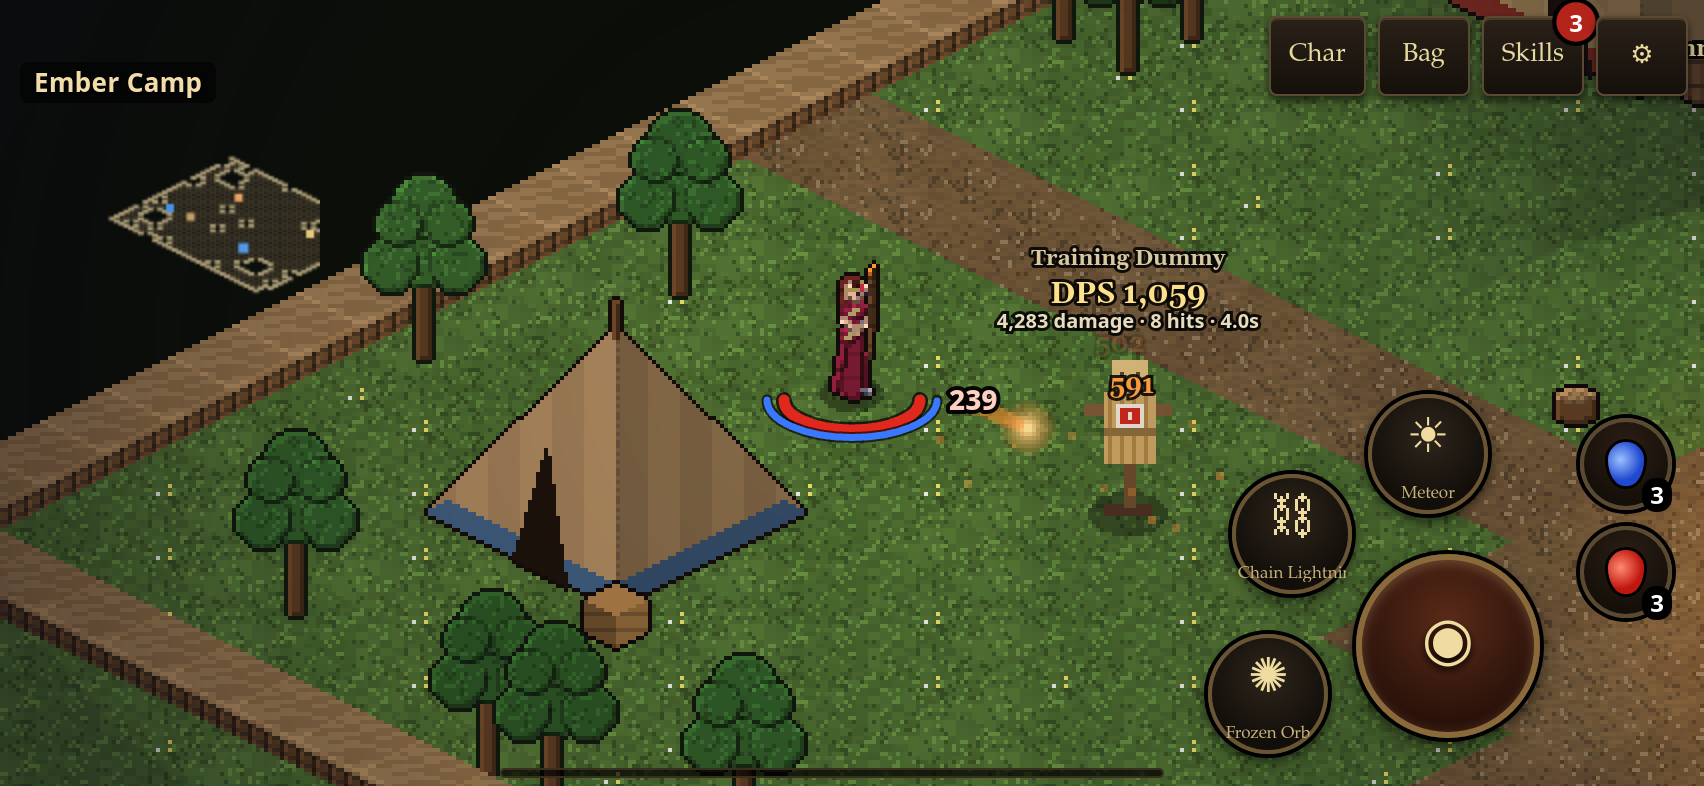 Ember Camp
Char
Bag
Skills
3
Training Dummy
DPS 1,059
4,283 damage · 8 hits · 4.0s
591
239
Meteor
3
Chain Lightni
3
Frozen Orb